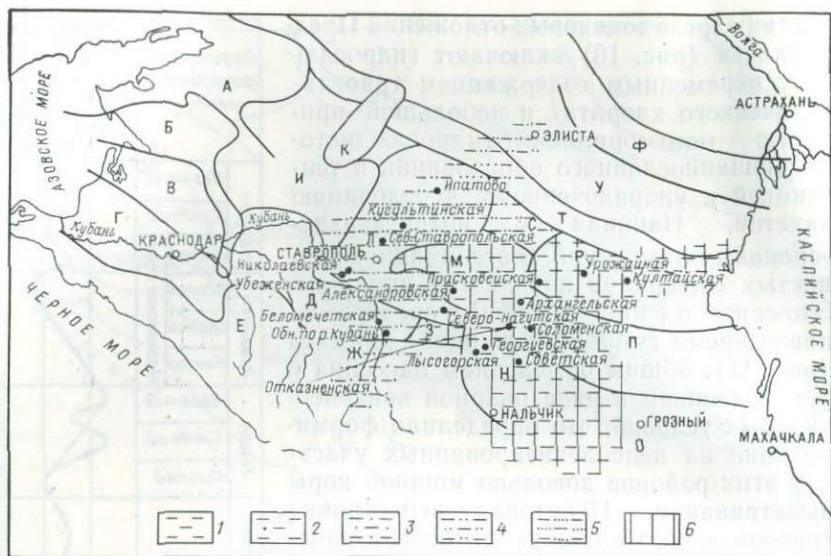 Волга
АСТРАХАНЬ
ЭЛИСТА
АЗОВСКОЕ МОРЕ
А
Б
К
Ф
В
И
У
Ипатово
Кубань
Г
Кугальтинская
Т
Кубань
КРАСНОДАР
Л
Сев-Ставропольская
СТАВРОПОЛЬ
М
Р
Урожайная
Николаевская
Прасковейская
Култайская
КАСПИЙСКОЕ МОРЕ
Убеженская
Д
Александровская
Архангельская
ЧЕРНОЕ МОРЕ
Е
Беломечетская
Северо-Нагутская
З
Соломенская
Обн. по р. Кубань
П
Ж
Георгиевская
Лысогорская
Советская
Отказненская
Н
НАЛЬЧИК
ГРОЗНЫЙ
О
МАХАЧКАЛА
1 2 3 4 5 6